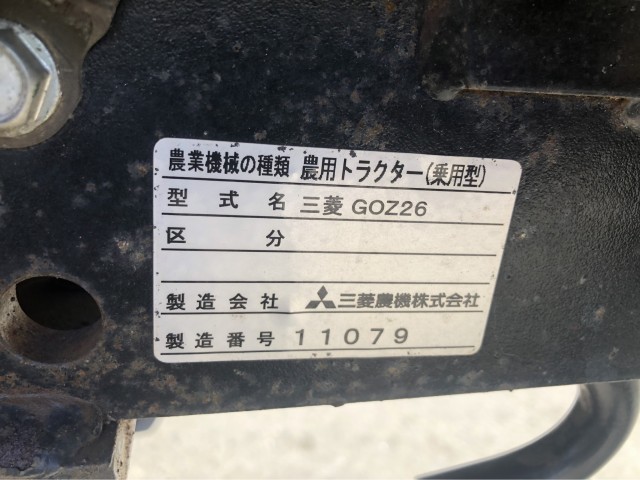 農業機械の種類 農用トラクター(乗用型)
型式名 三菱 GOZ26
区分
製造会社 三菱農機株式会社
製造番号 11079